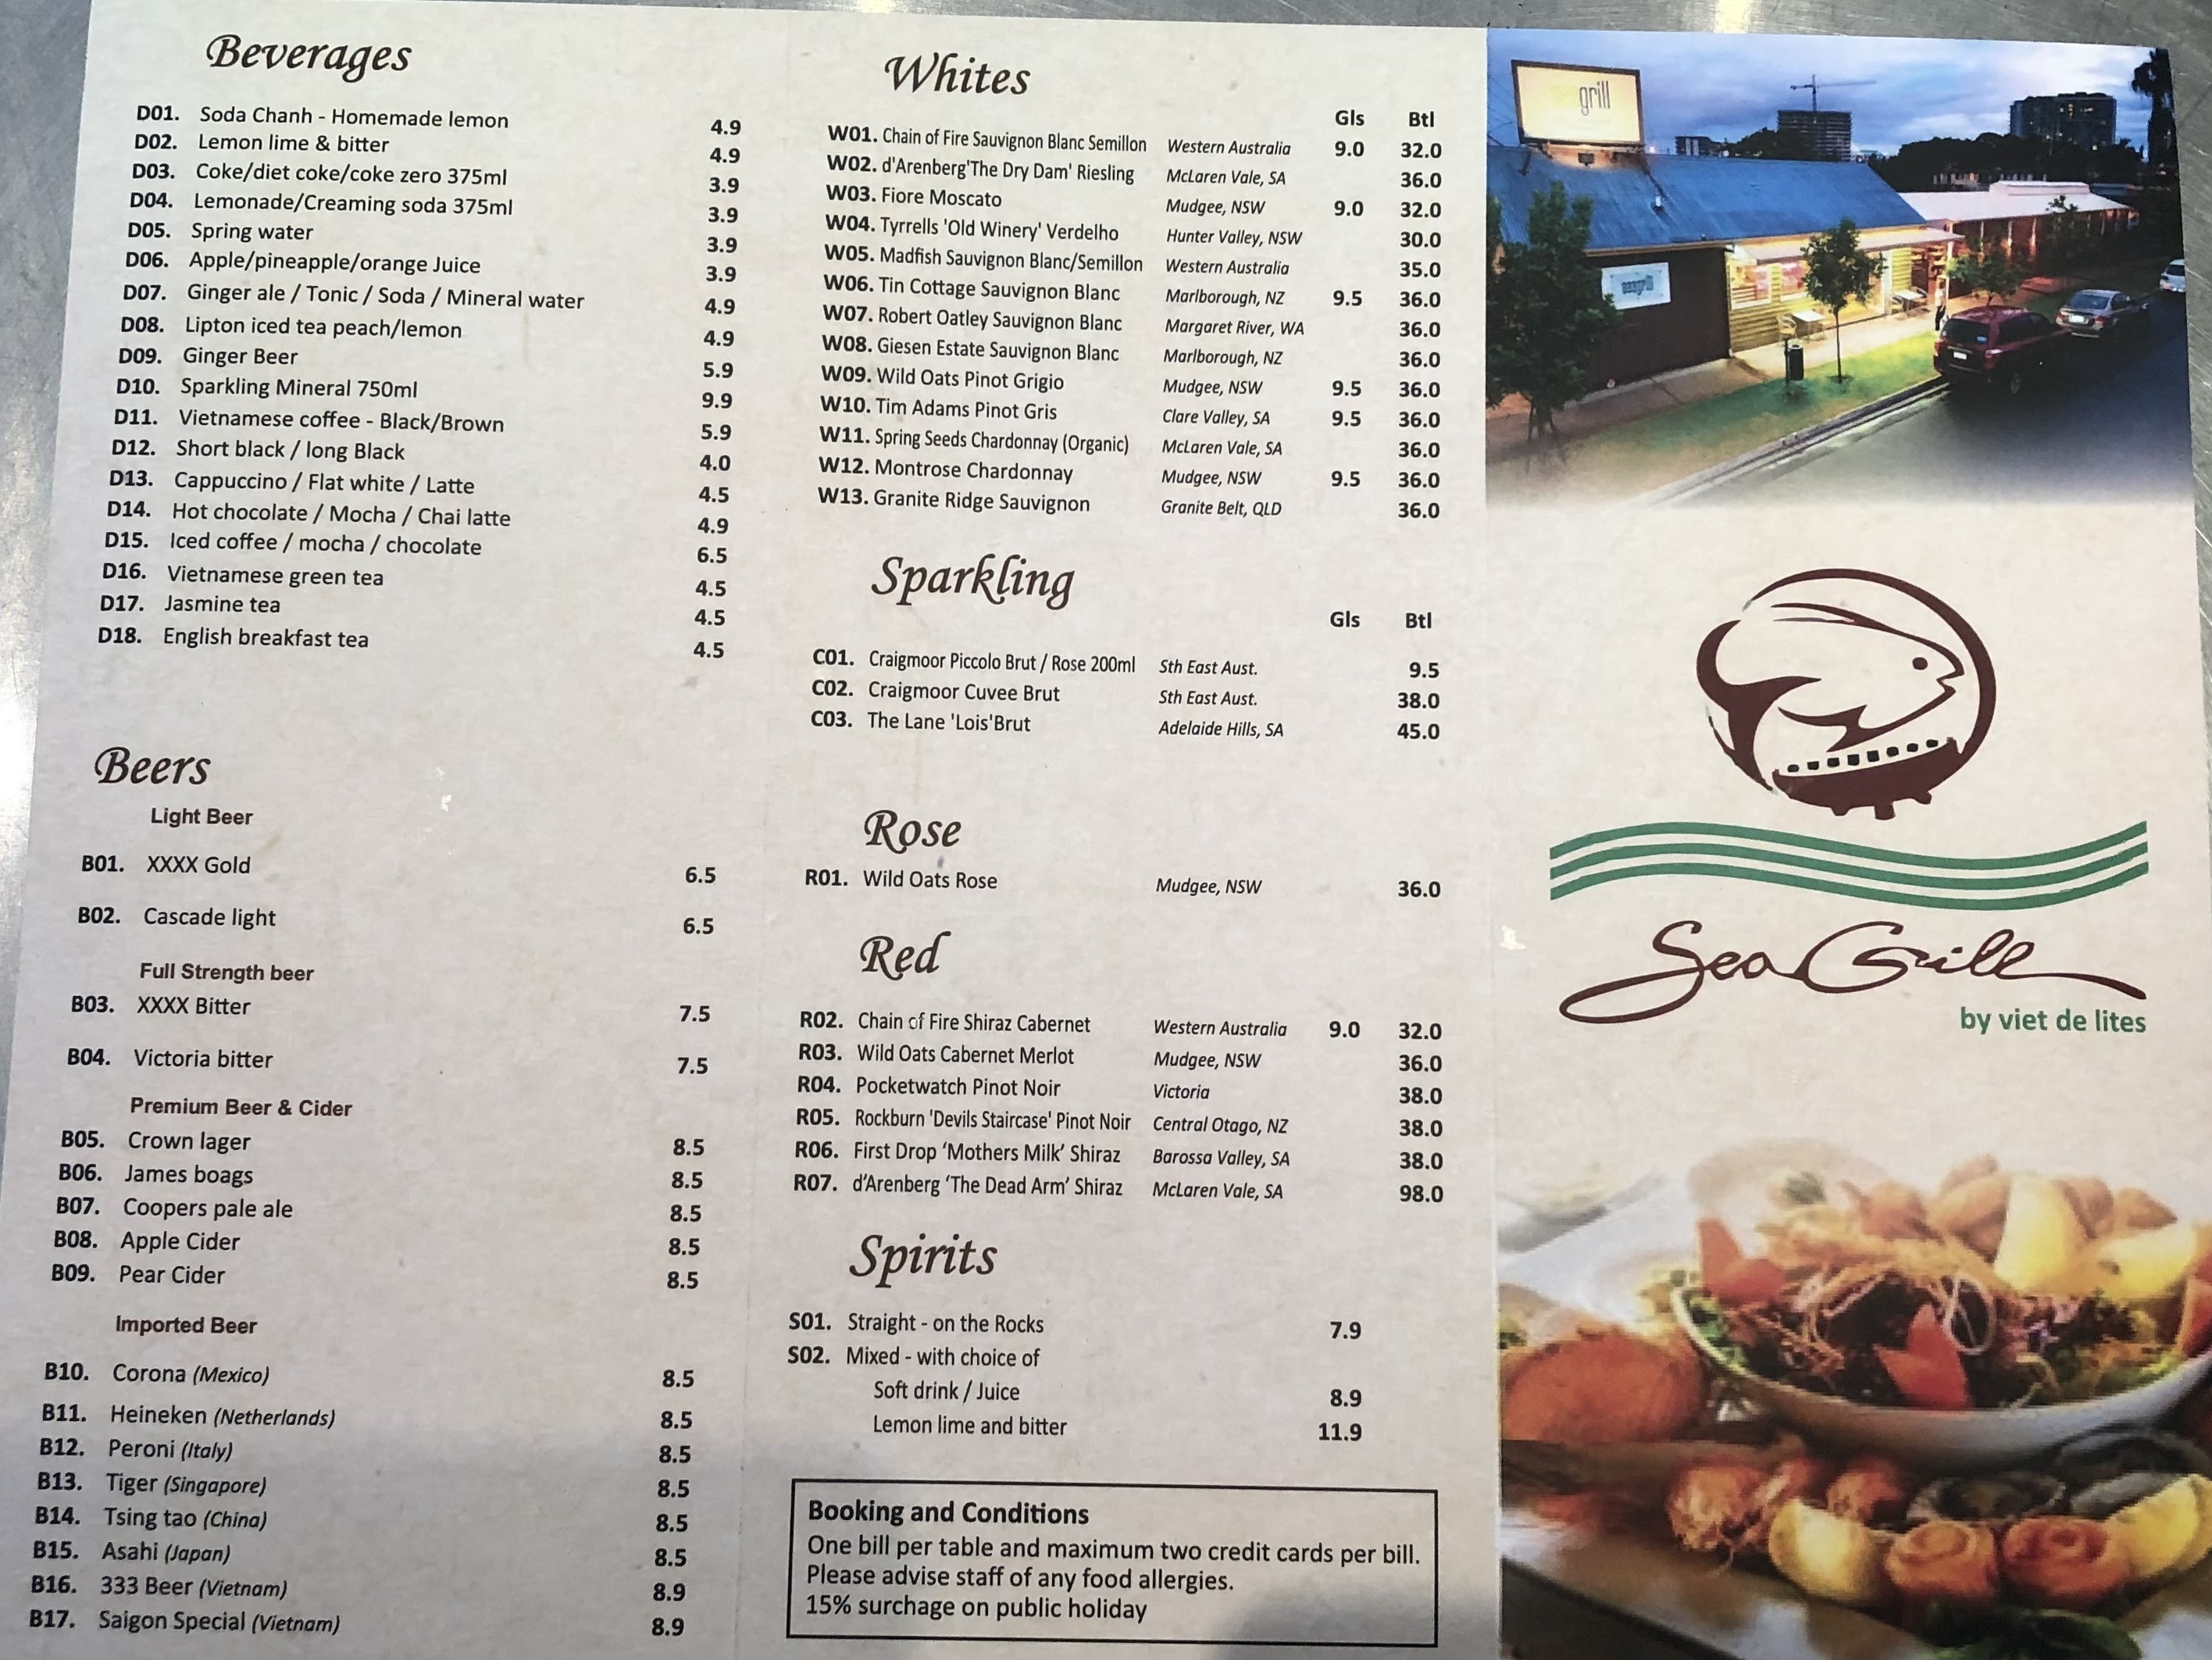 Beverages
D01. Soda Chanh - Homemade lemon 4.9
D02. Lemon lime & bitter 4.9
D03. Coke/diet coke/coke zero 375ml 3.9
D04. Lemonade/Creaming soda 375ml 3.9
D05. Spring water 3.9
D06. Apple/pineapple/orange Juice 3.9
D07. Ginger ale / Tonic / Soda / Mineral water 4.9
D08. Lipton iced tea peach/lemon 4.9
D09. Ginger Beer 5.9
D10. Sparkling Mineral 750ml 9.9
D11. Vietnamese coffee - Black/Brown 5.9
D12. Short black / long Black 4.0
D13. Cappuccino / Flat white / Latte 4.5
D14. Hot chocolate / Mocha / Chai latte 4.9
D15. Iced coffee / mocha / chocolate 6.5
D16. Vietnamese green tea 4.5
D17. Jasmine tea 4.5
D18. English breakfast tea 4.5
Beers
Light Beer
B01. XXXX Gold 6.5
B02. Cascade light 6.5
Full Strength beer
B03. XXXX Bitter 7.5
B04. Victoria bitter 7.5
Premium Beer & Cider
B05. Crown lager 8.5
B06. James boags 8.5
B07. Coopers pale ale 8.5
B08. Apple Cider 8.5
B09. Pear Cider 8.5
Imported Beer
B10. Corona (Mexico) 8.5
B11. Heineken (Netherlands) 8.5
B12. Peroni (Italy) 8.5
B13. Tiger (Singapore) 8.5
B14. Tsing tao (China) 8.5
B15. Asahi (Japan) 8.5
B16. 333 Beer (Vietnam) 8.9
B17. Saigon Special (Vietnam) 8.9
Whites
Gls Btl
W01. Chain of Fire Sauvignon Blanc Semillon Western Australia 9.0 32.0
W02. d'Arenberg'The Dry Dam' Riesling McLaren Vale, SA 36.0
W03. Fiore Moscato Mudgee, NSW 9.0 32.0
W04. Tyrrells 'Old Winery' Verdelho Hunter Valley, NSW 30.0
W05. Madfish Sauvignon Blanc/Semillon Western Australia 35.0
W06. Tin Cottage Sauvignon Blanc Marlborough, NZ 9.5 36.0
W07. Robert Oatley Sauvignon Blanc Margaret River, WA 36.0
W08. Giesen Estate Sauvignon Blanc Marlborough, NZ 36.0
W09. Wild Oats Pinot Grigio Mudgee, NSW 9.5 36.0
W10. Tim Adams Pinot Gris Clare Valley, SA 9.5 36.0
W11. Spring Seeds Chardonnay (Organic) McLaren Vale, SA 36.0
W12. Montrose Chardonnay Mudgee, NSW 9.5 36.0
W13. Granite Ridge Sauvignon Granite Belt, QLD 36.0
Sparkling
Gls Btl
C01. Craigmoor Piccolo Brut / Rose 200ml Sth East Aust. 9.5
C02. Craigmoor Cuvee Brut Sth East Aust. 38.0
C03. The Lane 'Lois'Brut Adelaide Hills, SA 45.0
Rose
R01. Wild Oats Rose Mudgee, NSW 36.0
Red
R02. Chain of Fire Shiraz Cabernet Western Australia 9.0 32.0
R03. Wild Oats Cabernet Merlot Mudgee, NSW 36.0
R04. Pocketwatch Pinot Noir Victoria 38.0
R05. Rockburn 'Devils Staircase' Pinot Noir Central Otago, NZ 38.0
R06. First Drop ‘Mothers Milk’ Shiraz Barossa Valley, SA 38.0
R07. d’Arenberg ‘The Dead Arm’ Shiraz McLaren Vale, SA 98.0
Spirits
S01. Straight - on the Rocks 7.9
S02. Mixed - with choice of
Soft drink / Juice 8.9
Lemon lime and bitter 11.9
Booking and Conditions
One bill per table and maximum two credit cards per bill.
Please advise staff of any food allergies.
15% surchage on public holiday
grill
seagrill
Sea Grill
by viet de lites